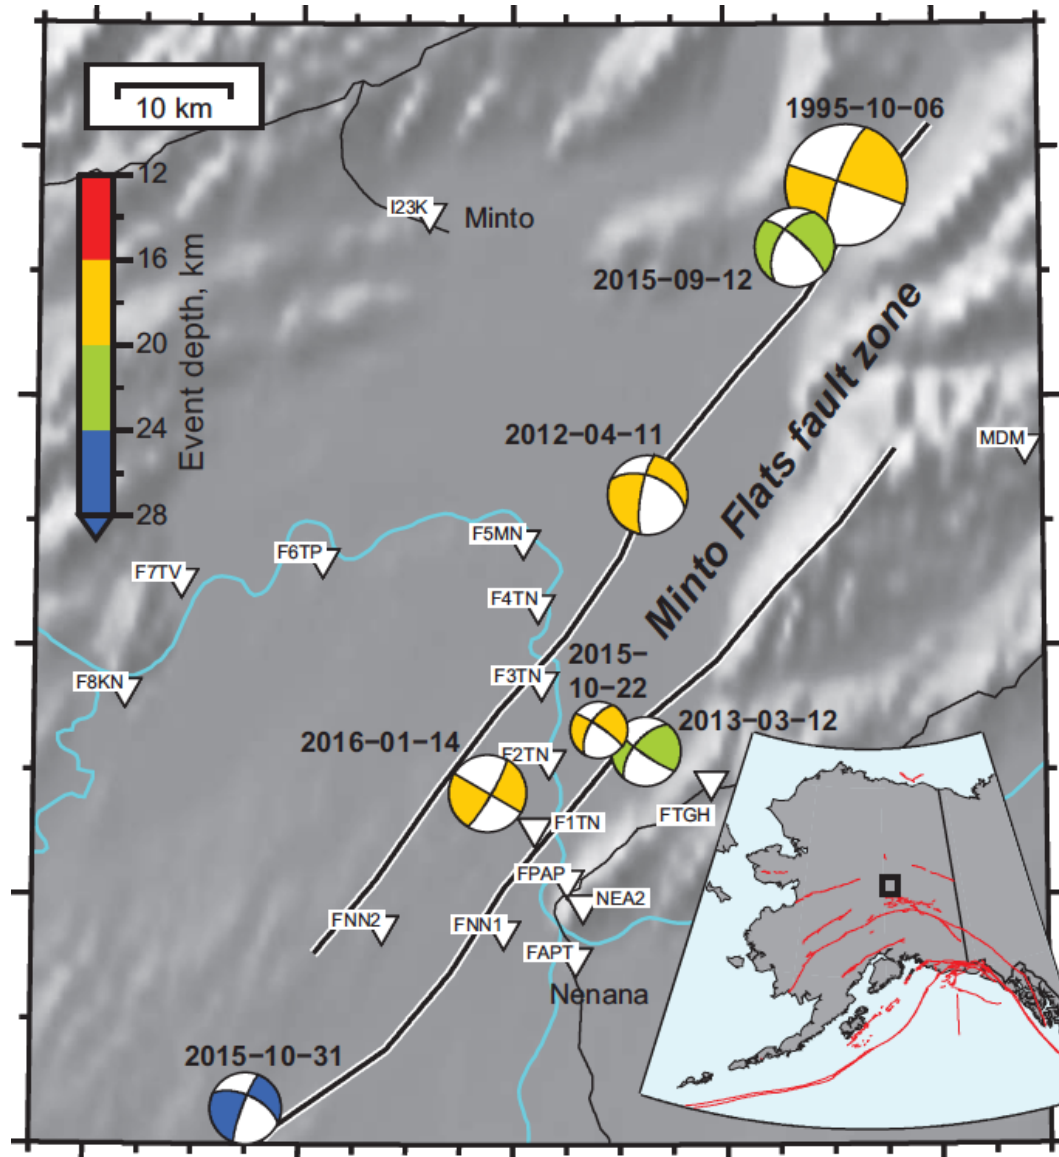 10 km
12
16
20
24
28
Event depth, km
1995–10–06
I23K
Minto
2015–09–12
Minto Flats fault zone
2012–04–11
MDM
F5MN
F6TP
F7TV
F4TN
F8KN
F3TN
2015–
10–22
2013–03–12
2016–01–14
F2TN
F1TN
FTGH
FPAP
NEA2
FNN2
FNN1
FAPT
Nenana
2015–10–31